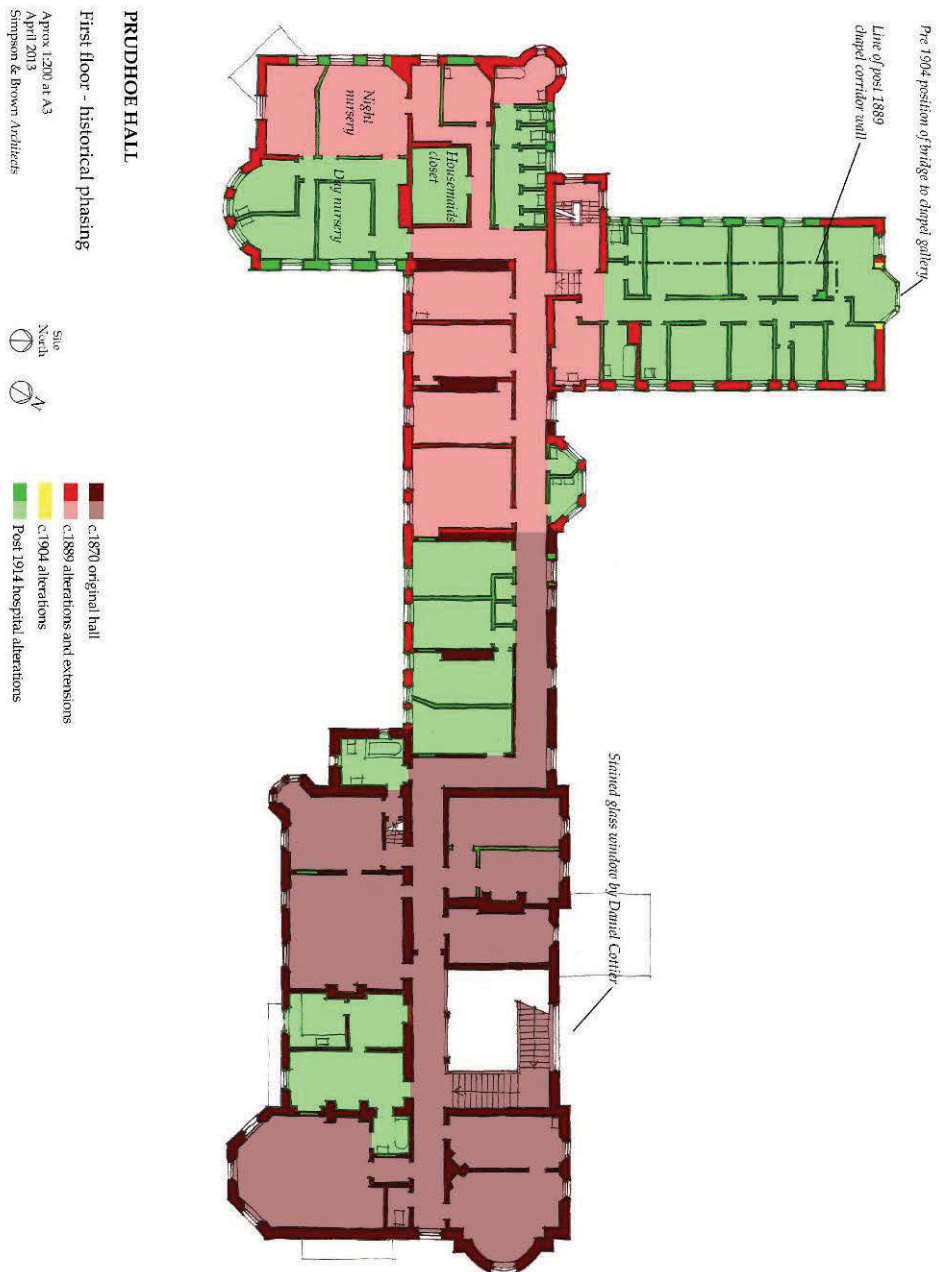 PRUDHOE HALL
First floor - historical phasing
Aprox 1:200 at A3
April 2013
Simpson & Brown Architects
Site
North
N
c.1870 original hall
c.1889 alterations and extensions
c.1904 alterations
Post 1914 hospital alterations
Night
nursery
Day nursery
Housemaids
closet
Line of post 1889
chapel corridor wall
Pre 1904 position of bridge to chapel gallery
Stained glass window by Daniel Cottier